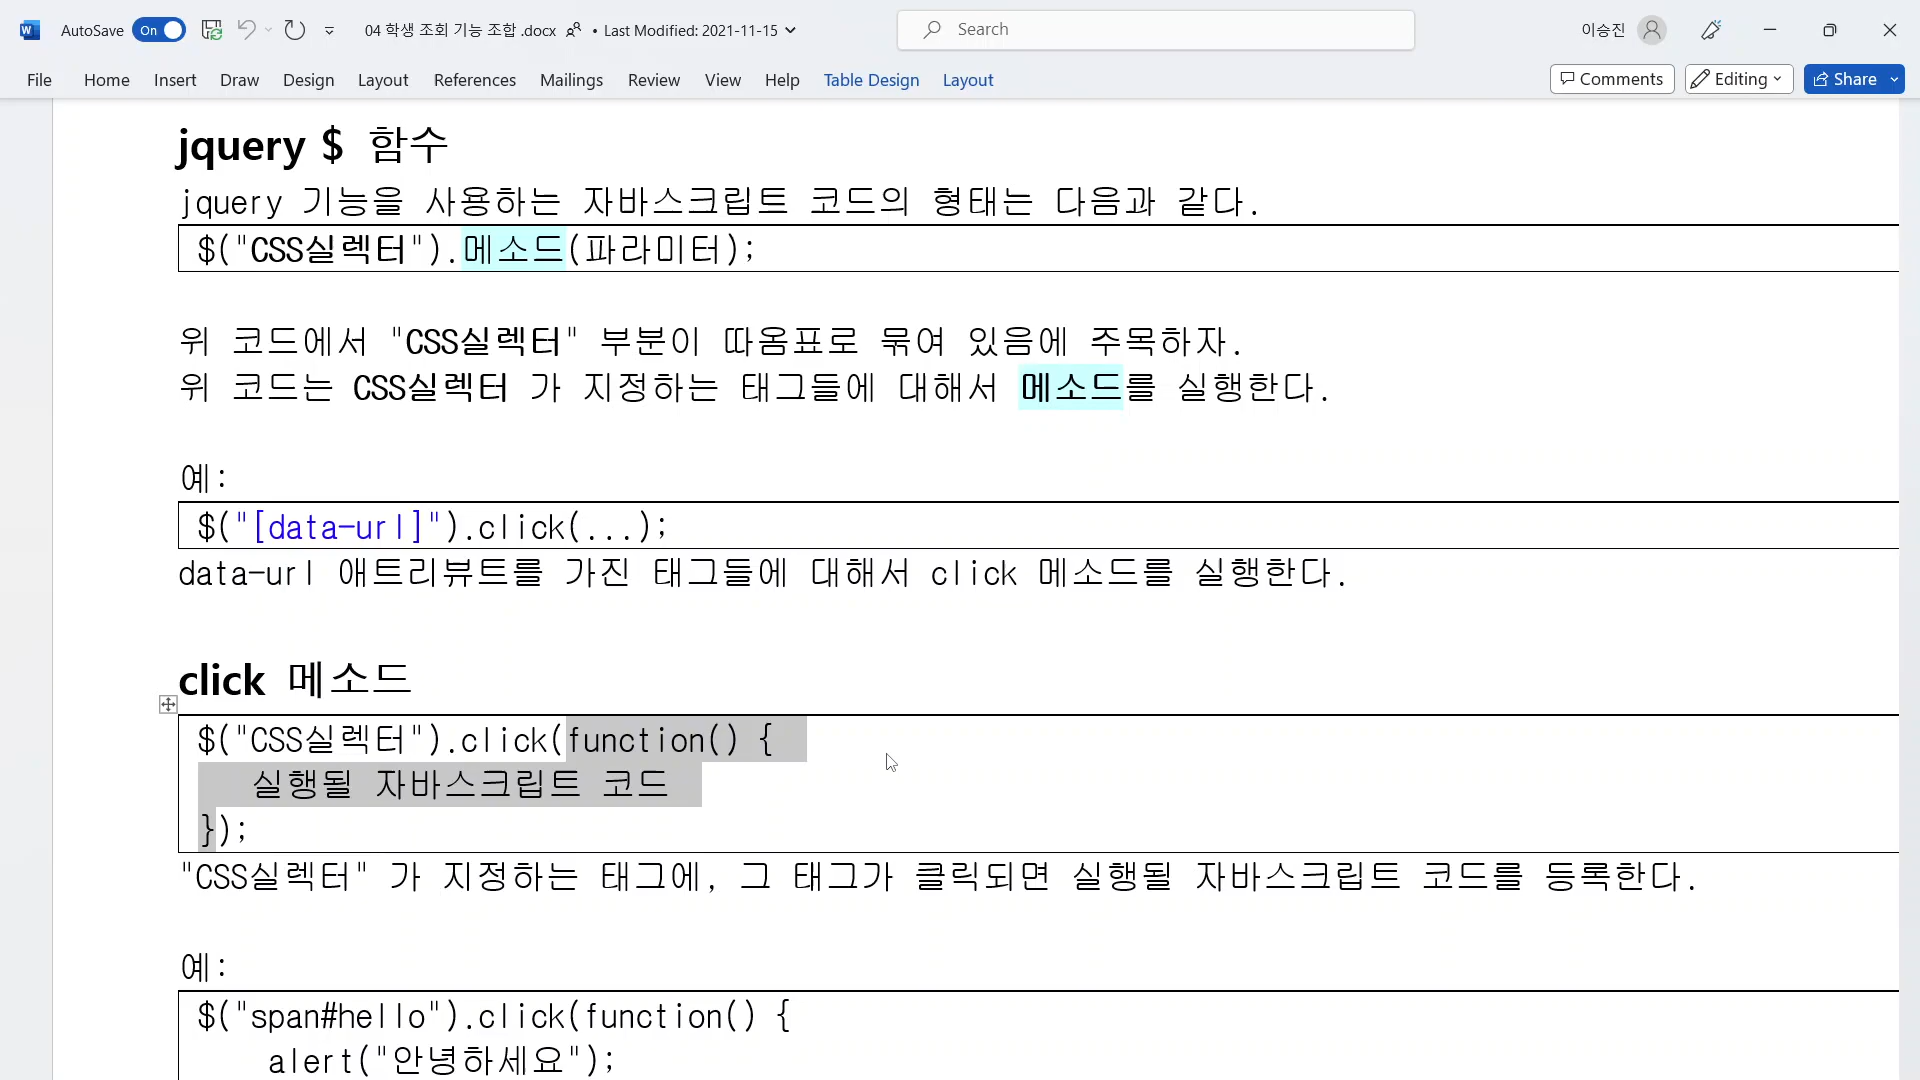 AutoSave On 04 학생 조회 기능 조합 .docx • Last Modified: 2021-11-15 Search 이승진
File Home Insert Draw Design Layout References Mailings Review View Help Table Design Layout Comments Editing Share
jquery $ 함수
jquery 기능을 사용하는 자바스크립트 코드의 형태는 다음과 같다.
$("CSS실렉터").메소드(파라미터);
위 코드에서 "CSS실렉터" 부분이 따옴표로 묶여 있음에 주목하자.
위 코드는 CSS실렉터 가 지정하는 태그들에 대해서 메소드를 실행한다.
예:
$("[data-url]").click(...);
data-url 애트리뷰트를 가진 태그들에 대해서 click 메소드를 실행한다.
click 메소드
$("CSS실렉터").click(function() {
실행될 자바스크립트 코드
});
"CSS실렉터" 가 지정하는 태그에, 그 태그가 클릭되면 실행될 자바스크립트 코드를 등록한다.
예:
$("span#hello").click(function() {
alert("안녕하세요");